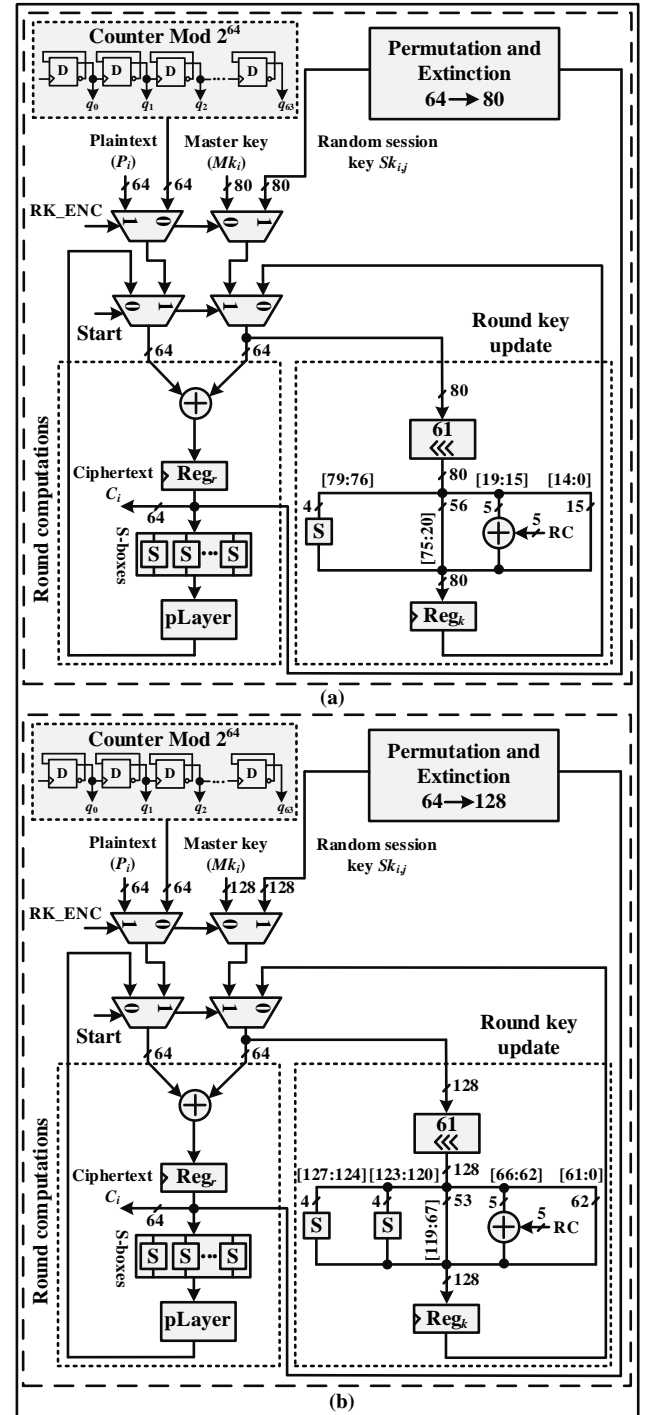 Counter Mod 2^64
D D D ... D
q0 q1 q2 q63
Permutation and
Extinction
64 → 80
Plaintext
(Pi)
Master key
(Mki)
Random session
key Ski,j
64 64 80 80
RK_ENC
1 0 0 1
0 1 1 0
Start
64 64
Round key
update
Round computations
80
61
<<<
80
[79:76] [19:15] [14:0]
4 56 5 15
[75:20]
S
5 RC
80
Regk
Ciphertext
Ci
Regr
64
S-boxes
S S ... S
pLayer
(a)
Counter Mod 2^64
D D D ... D
q0 q1 q2 q63
Permutation and
Extinction
64 → 128
Plaintext
(Pi)
Master key
(Mki)
Random session
key Ski,j
64 64 128 128
RK_ENC
1 0 0 1
0 1 1 0
Start
64 64
Round key
update
Round computations
128
61
<<<
128
[127:124] [123:120] [66:62] [61:0]
4 4 53 5 62
[119:67]
S S
5 RC
128
Regk
Ciphertext
Ci
Regr
64
S-boxes
S S ... S
pLayer
(b)